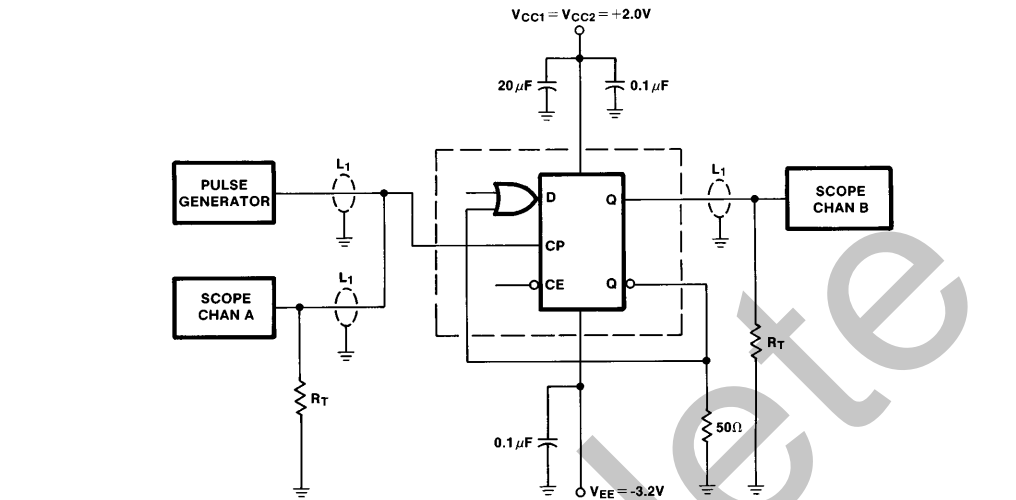 VCC1 = VCC2 = +2.0V
20 µF
0.1 µF
L1
L1
PULSE
GENERATOR
SCOPE
CHAN B
D
Q
CP
L1
SCOPE
CHAN A
CE
Q
RT
RT
50Ω
0.1 µF
VEE = -3.2V
lete